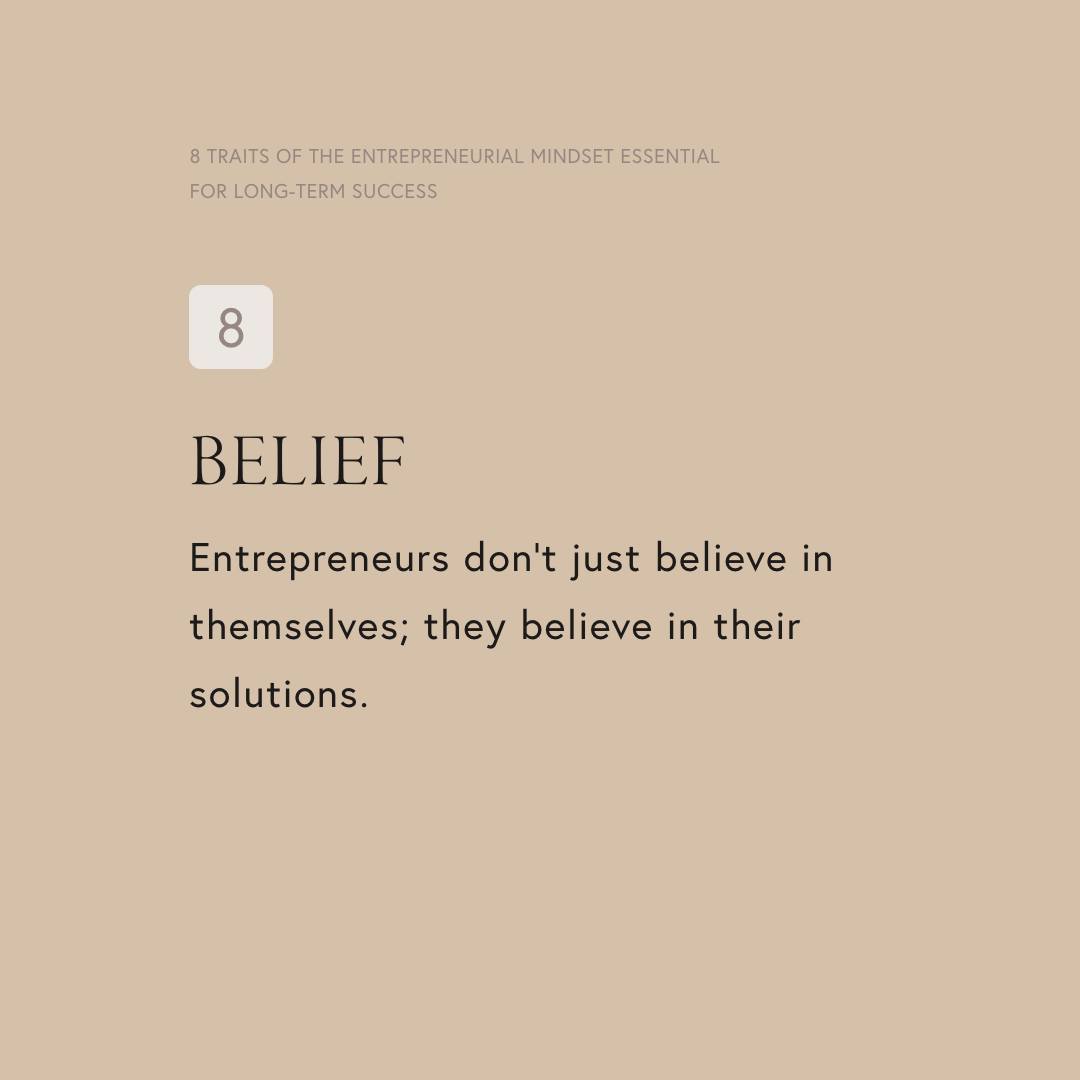 8 TRAITS OF THE ENTREPRENEURIAL MINDSET ESSENTIAL
FOR LONG-TERM SUCCESS
8
BELIEF
Entrepreneurs don't just believe in
themselves; they believe in their
solutions.